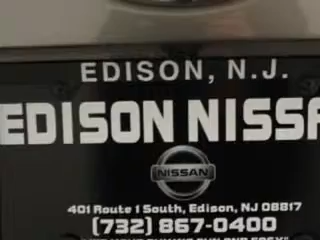 EDISON, N.J.
EDISON NISSA
NISSAN
401 Route 1 South, Edison, NJ 08817
(732) 867-0400